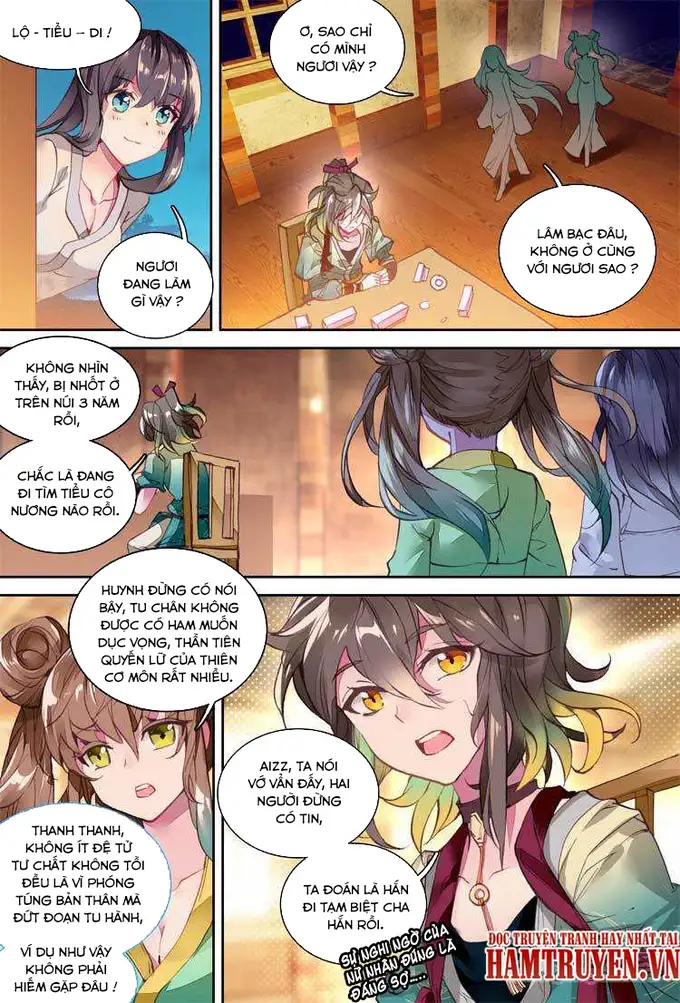 LỘ - TIỂU - DI !
NGƯƠI
ĐANG LÀM
GÌ VẬY ?
Ơ, SAO CHỈ
CÓ MÌNH
NGƯƠI VẬY ?
LÂM BẠC ĐÂU,
KHÔNG Ở CÙNG
VỚI NGƯƠI SAO ?
KHÔNG NHÌN
THẤY, BỊ NHỐT Ở
TRÊN NÚI 3 NĂM
RỒI,
CHẮC LÀ ĐANG
ĐI TÌM TIỂU CÔ
NƯƠNG NÁO RỒI.
HUYNH ĐỪNG CÓ NÓI
BẬY, TU CHÂN KHÔNG
ĐƯỢC CÓ HAM MUỐN
DỤC VỌNG, THẦN TIÊN
QUYẾN LỮ CỦA THIÊN
CƠ MÔN RẤT NHIỀU.
AIZZ, TA NÓI
VỚ VẨN ĐẤY, HAI
NGƯỜI ĐỪNG
CÓ TIN,
TA ĐOÁN LÀ HẮN
ĐI TẠM BIỆT CHA
HẮN RỒI.
THANH THANH,
KHÔNG ÍT ĐỆ TỬ
TƯ CHẤT KHÔNG TỒI
ĐỀU LÀ VÌ PHÓNG
TÚNG BẢN THÂN MÀ
ĐỨT ĐOẠN TU HÀNH,
VÍ DỤ NHƯ VẬY
KHÔNG PHẢI
HIẾM GẶP ĐÂU !
SỰ NGHI NGỜ CỦA
NỮ NHÂN ĐÚNG LÀ
ĐÁNG SỢ.....
ĐỌC TRUYỆN TRANH HAY NHẤT TẠI
HAMTRUYEN.VN